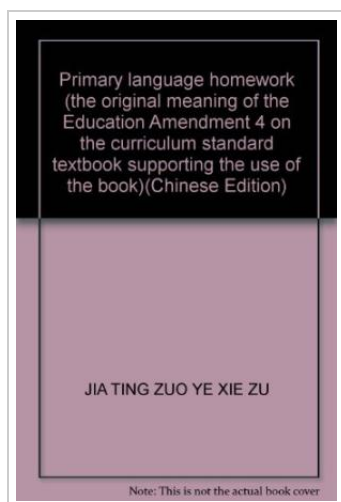 Primary language homework
(the original meaning of the
Education Amendment 4 on
the curriculum standard
textbook supporting the use of
the book)(Chinese Edition)
JIA TING ZUO YE XIE ZU
Note: This is not the actual book cover